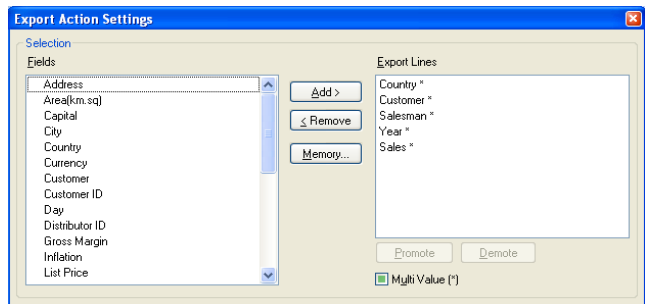 Export Action Settings
Selection
Fields
Address
Area(km.sq)
Capital
City
Country
Currency
Customer
Customer ID
Day
Distributor ID
Gross Margin
Inflation
List Price
Add >
< Remove
Memory...
Export Lines
Country *
Customer *
Salesman *
Year *
Sales *
Promote
Demote
Multi Value (*)